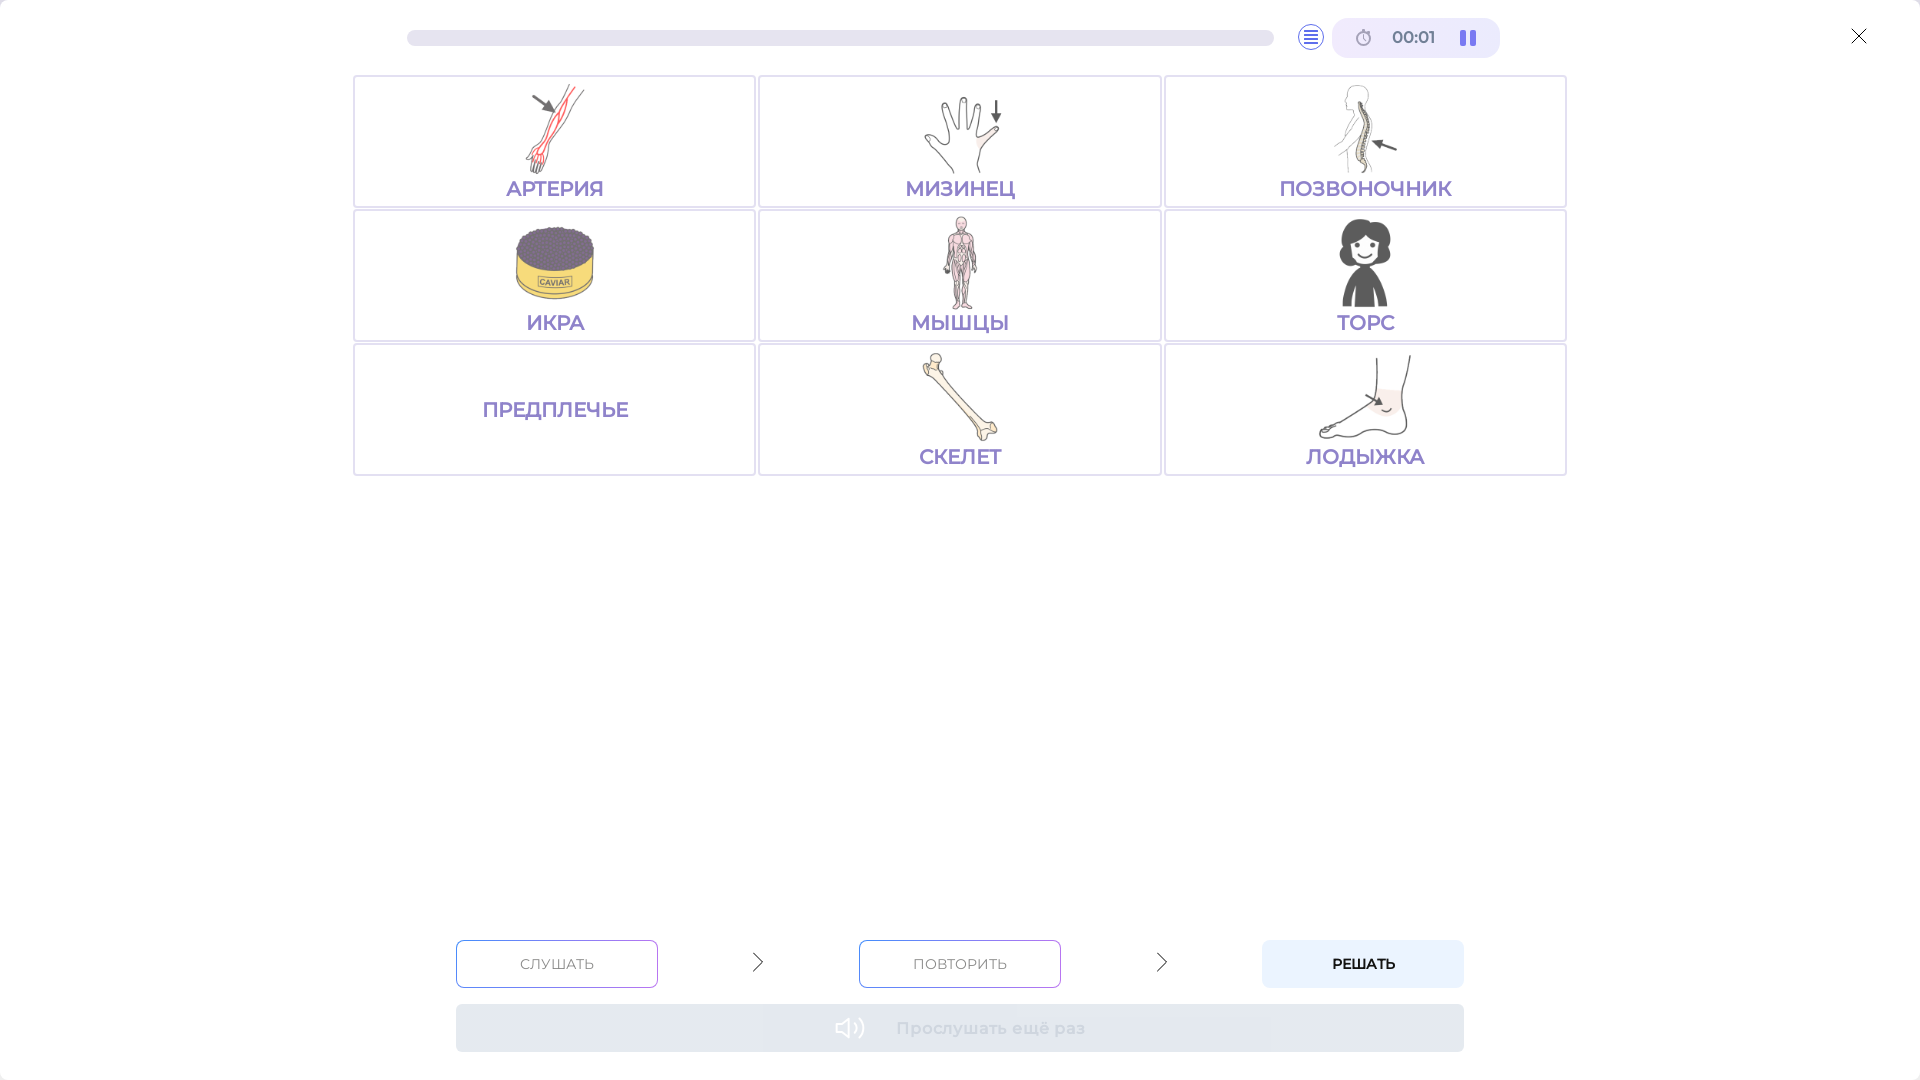 00:01
АРТЕРИЯ
МИЗИНЕЦ
ПОЗВОНОЧНИК
CAVIAR
ИКРА
МЫШЦЫ
ТОРС
ПРЕДПЛЕЧЬЕ
СКЕЛЕТ
ЛОДЫЖКА
СЛУШАТЬ
ПОВТОРИТЬ
РЕШАТЬ
Прослушать ещё раз